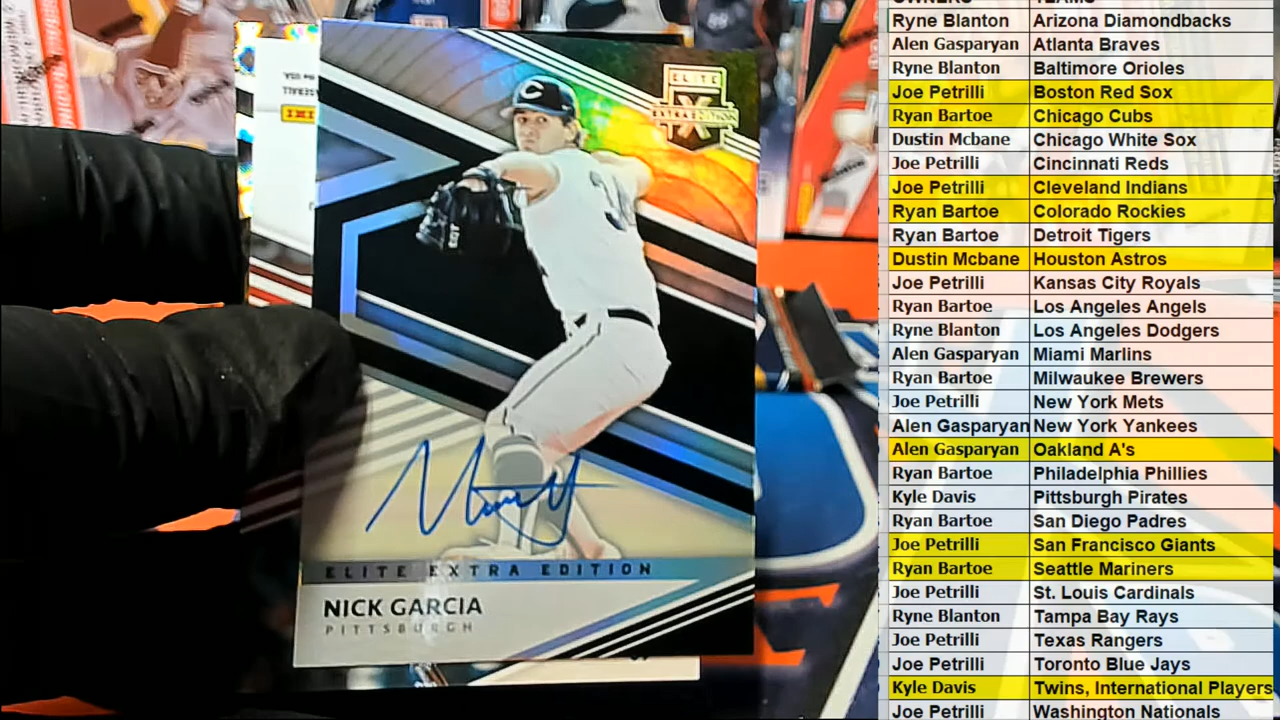 ELITE
X
EXTRA EDITION
C
ELITE EXTRA EDITION
NICK GARCIA
PITTSBURGH
Ryne Blanton Arizona Diamondbacks
Alen Gasparyan Atlanta Braves
Ryne Blanton Baltimore Orioles
Joe Petrilli Boston Red Sox
Ryan Bartoe Chicago Cubs
Dustin Mcbane Chicago White Sox
Joe Petrilli Cincinnati Reds
Joe Petrilli Cleveland Indians
Ryan Bartoe Colorado Rockies
Ryan Bartoe Detroit Tigers
Dustin Mcbane Houston Astros
Joe Petrilli Kansas City Royals
Ryan Bartoe Los Angeles Angels
Ryne Blanton Los Angeles Dodgers
Alen Gasparyan Miami Marlins
Ryan Bartoe Milwaukee Brewers
Joe Petrilli New York Mets
Alen Gasparyan New York Yankees
Alen Gasparyan Oakland A's
Ryan Bartoe Philadelphia Phillies
Kyle Davis Pittsburgh Pirates
Ryan Bartoe San Diego Padres
Joe Petrilli San Francisco Giants
Ryan Bartoe Seattle Mariners
Joe Petrilli St. Louis Cardinals
Ryne Blanton Tampa Bay Rays
Joe Petrilli Texas Rangers
Joe Petrilli Toronto Blue Jays
Kyle Davis Twins, International Players
Joe Petrilli Washington Nationals